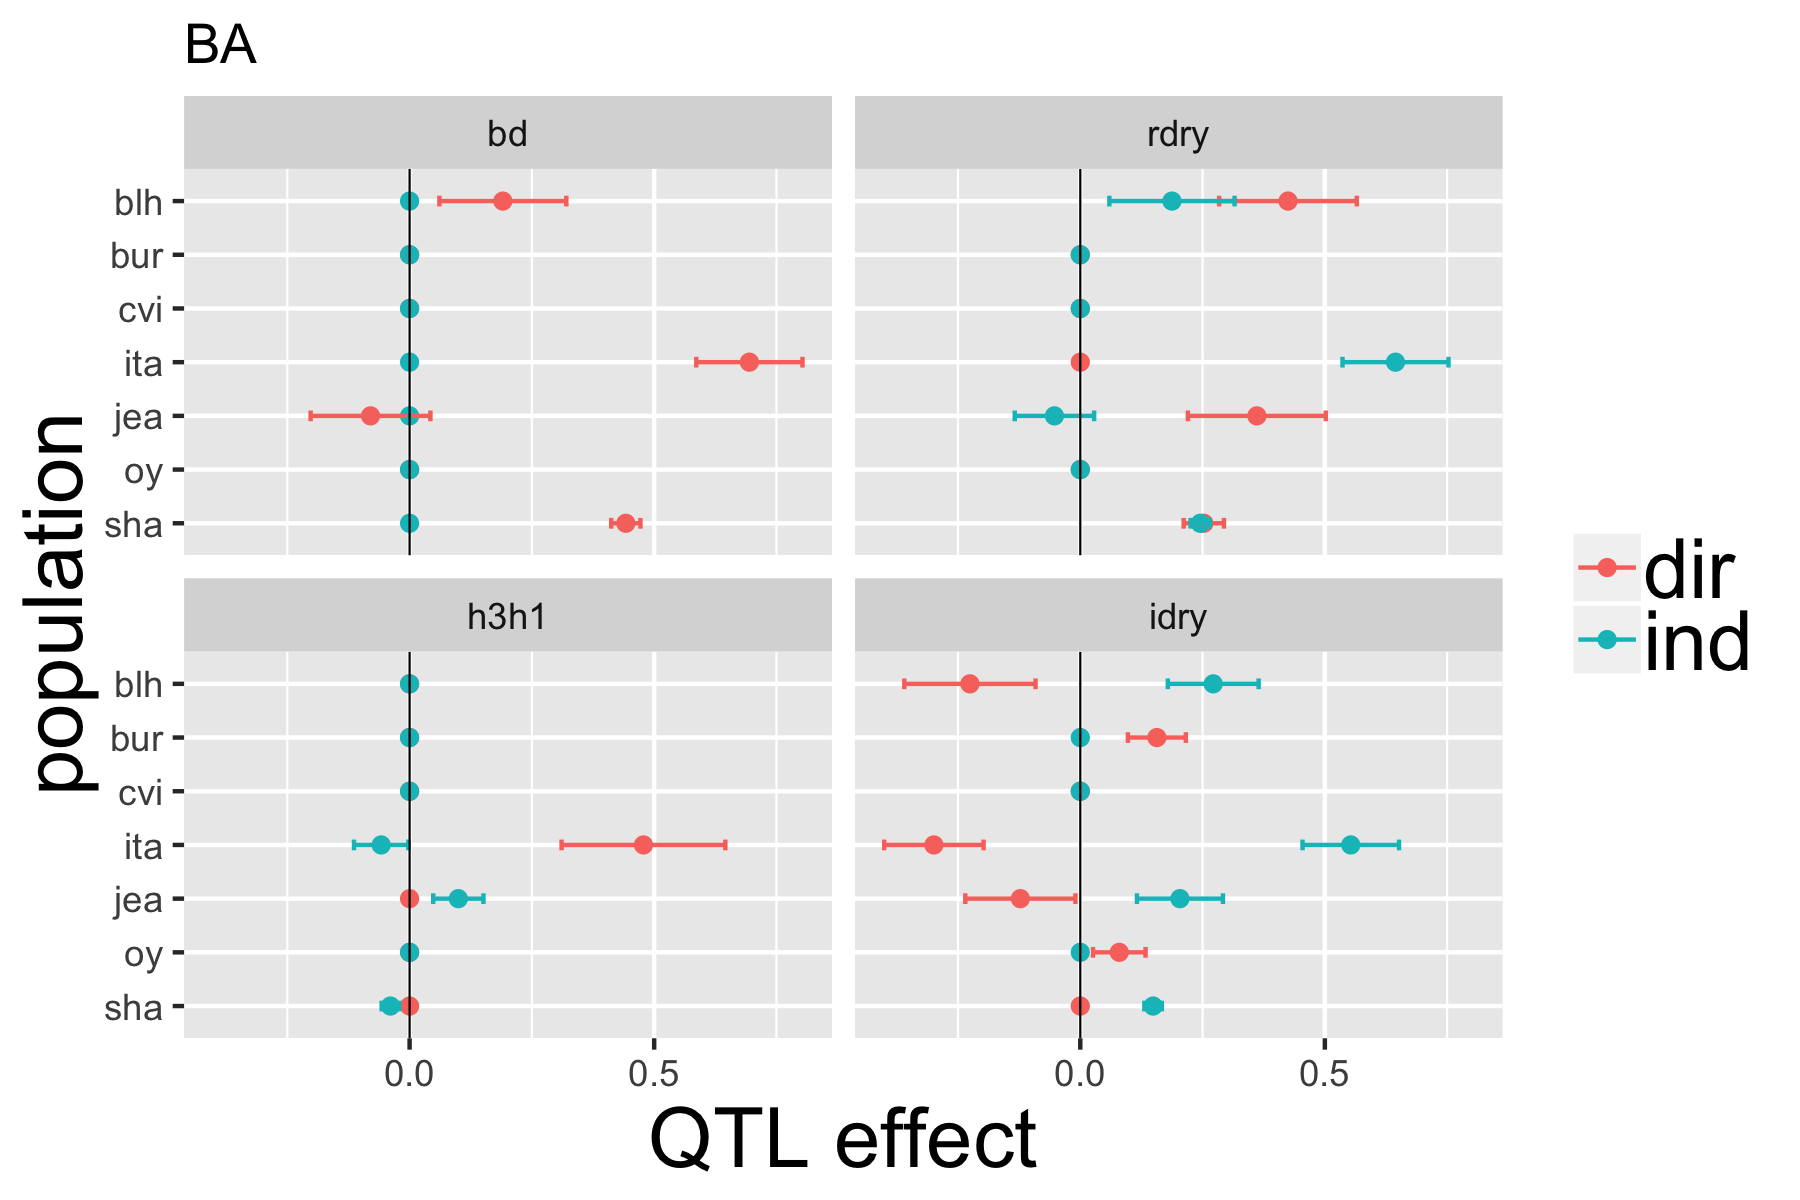 BA
bd
rdry
blh
bur
cvi
ita
jea
oy
sha
h3h1
idry
blh
bur
cvi
ita
jea
oy
sha
0.0 0.5
0.0 0.5
QTL effect
population
dir
ind